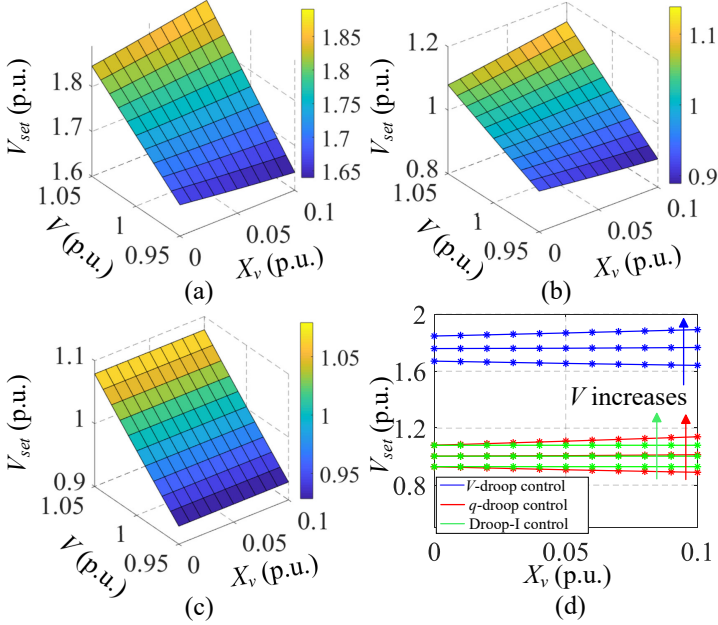 1.85
1.8
1.75
1.7
1.65
1.8
1.7
1.6
V_set (p.u.)
1.05
1
0.95
V (p.u.)
0
0.05
0.1
X_v (p.u.)
(a)
1.1
1
0.9
1.2
1
0.8
V_set (p.u.)
1.05
1
0.95
V (p.u.)
0
0.05
0.1
X_v (p.u.)
(b)
1.05
1
0.95
1.1
1
0.9
V_set (p.u.)
1.05
1
0.95
V (p.u.)
0
0.05
0.1
X_v (p.u.)
(c)
2
1.6
1.2
0.8
V_set (p.u.)
V increases
V-droop control
q-droop control
Droop-I control
0
0.05
0.1
X_v (p.u.)
(d)